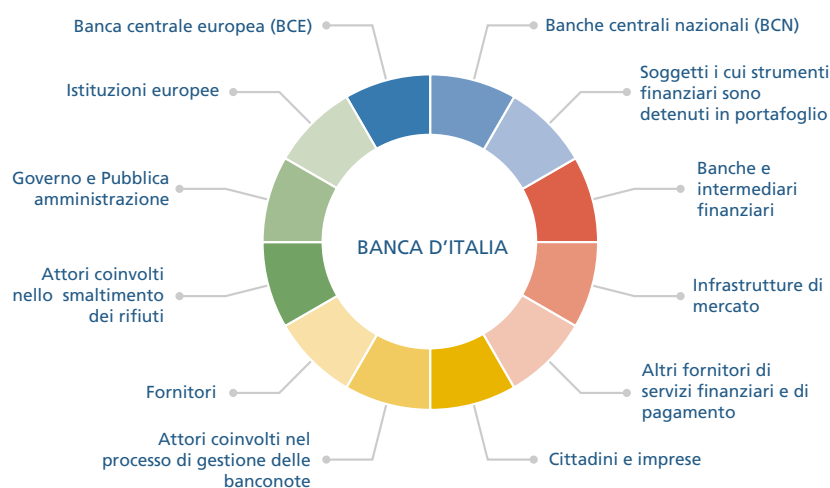 Banca centrale europea (BCE)
Banche centrali nazionali (BCN)
Istituzioni europee
Soggetti i cui strumenti
finanziari sono
detenuti in portafoglio
Governo e Pubblica
amministrazione
Banche e
intermediari
finanziari
BANCA D'ITALIA
Attori coinvolti
nello smaltimento
dei rifiuti
Infrastrutture di
mercato
Fornitori
Altri fornitori di
servizi finanziari e di
pagamento
Attori coinvolti nel
processo di gestione delle
banconote
Cittadini e imprese